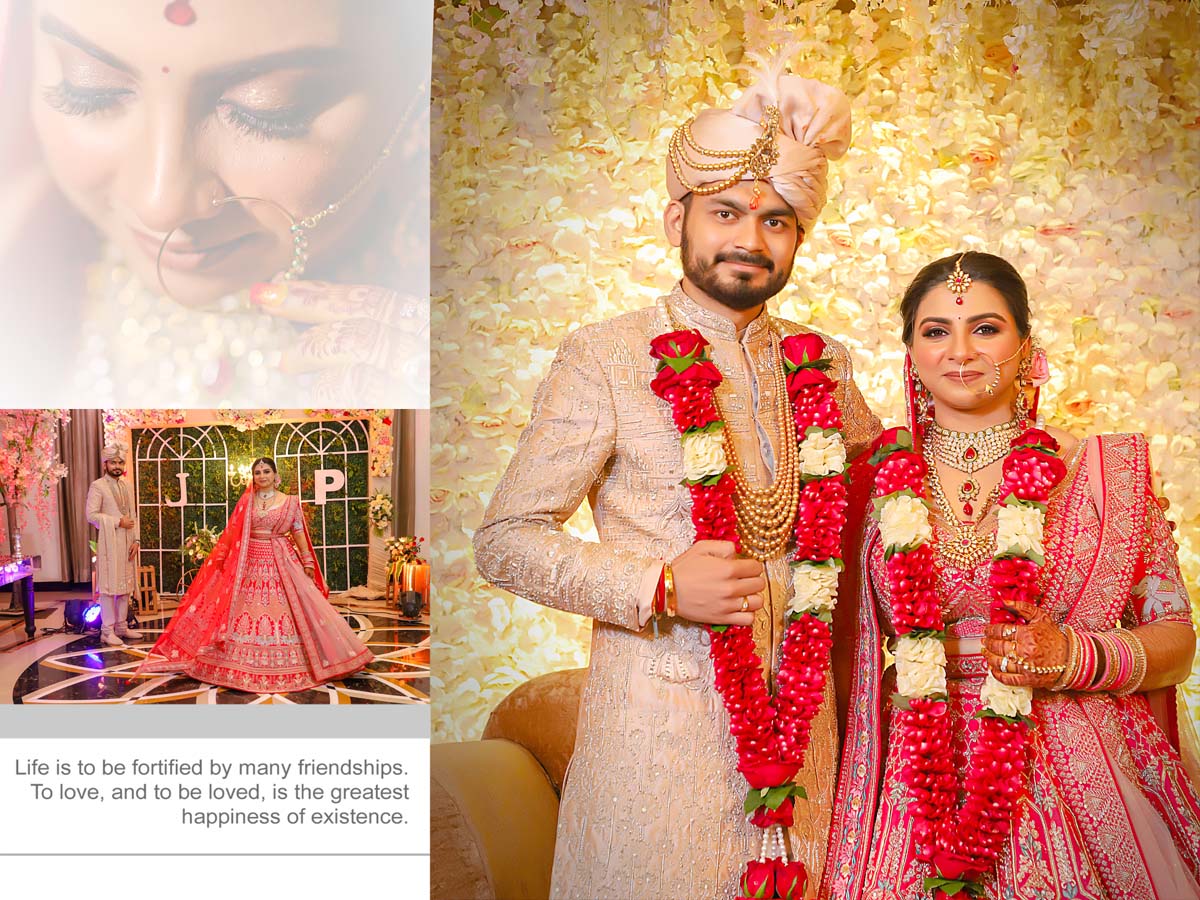 J P
Life is to be fortified by many friendships.
To love, and to be loved, is the greatest
happiness of existence.